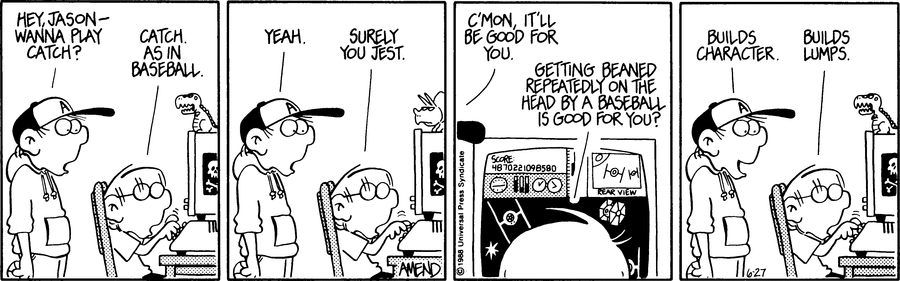 HEY, JASON—
WANNA PLAY
CATCH?
CATCH.
AS IN
BASEBALL.
A
YEAH.
SURELY
YOU JEST.
A
AMEND
C'MON, IT'LL
BE GOOD FOR
YOU.
GETTING BEANED
REPEATEDLY ON THE
HEAD BY A BASEBALL
IS GOOD FOR YOU?
SCORE:
4870221098580
REAR VIEW
© 1988 Universal Press Syndicate
BUILDS
CHARACTER.
BUILDS
LUMPS.
A
6-27